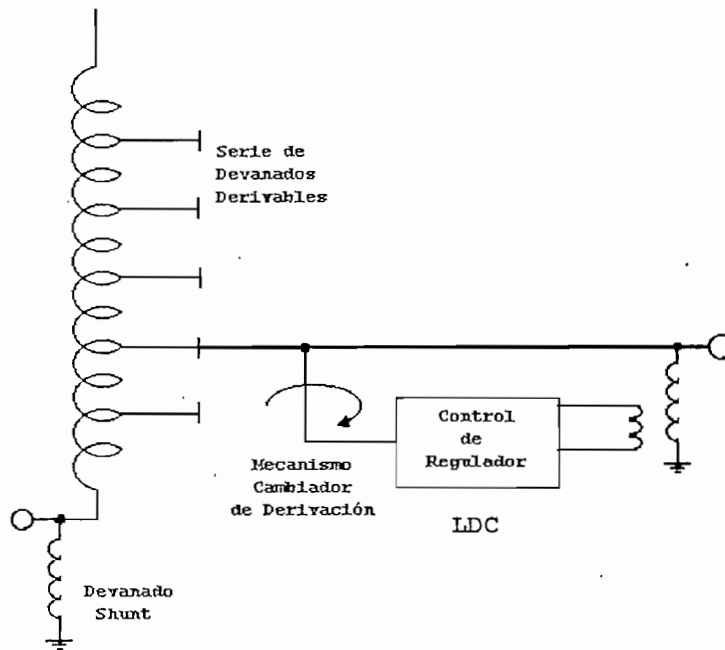 Serie de
Devanados
Derivables
Control
de
Regulador
Mecanismo
Cambiador
de Derivación
LDC
Devanado
Shunt